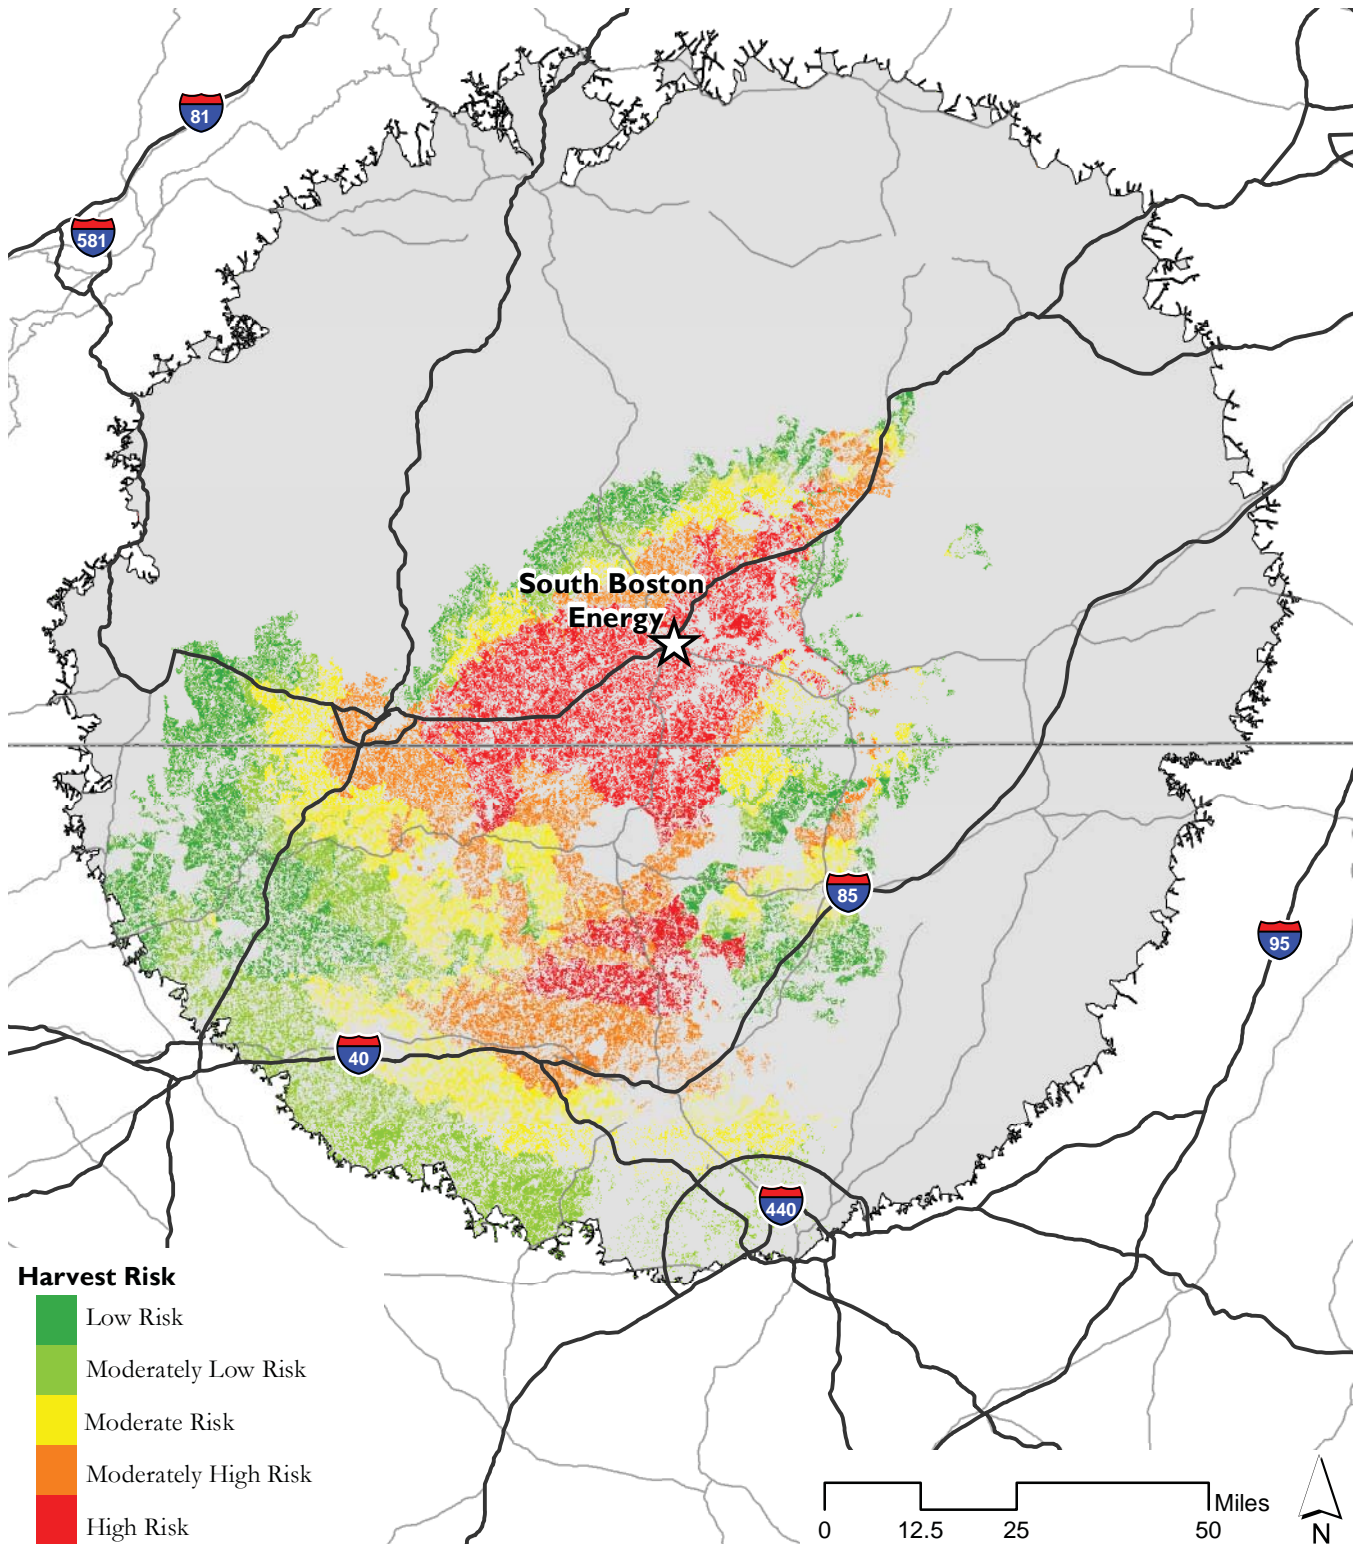 81
581
South Boston
Energy
85
95
40
440
Harvest Risk
Low Risk
Moderately Low Risk
Moderate Risk
Moderately High Risk
High Risk
Miles
0 12.5 25 50
N